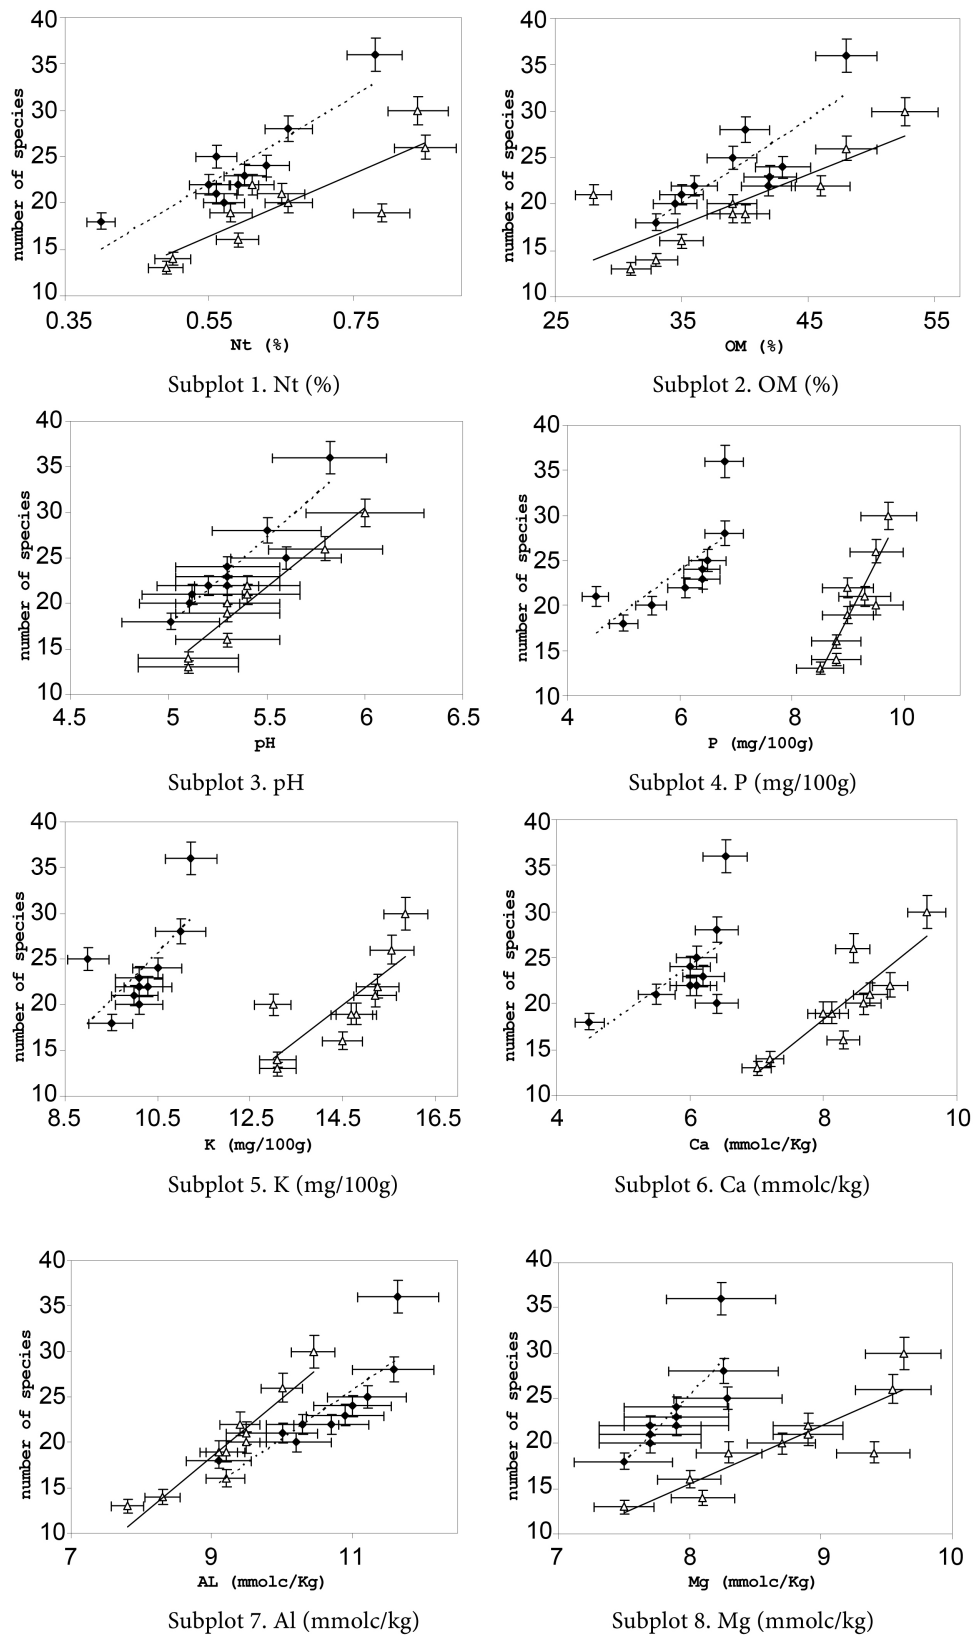 40
35
30
25
20
15
10
number of species
0.35 0.55 0.75
Nt (%)
Subplot 1. Nt (%)
40
35
30
25
20
15
10
number of species
25 35 45 55
OM (%)
Subplot 2. OM (%)
40
35
30
25
20
15
10
number of species
4.5 5 5.5 6 6.5
pH
Subplot 3. pH
40
35
30
25
20
15
10
number of species
4 6 8 10
P (mg/100g)
Subplot 4. P (mg/100g)
40
35
30
25
20
15
10
number of species
8.5 10.5 12.5 14.5 16.5
K (mg/100g)
Subplot 5. K (mg/100g)
40
35
30
25
20
15
10
number of species
4 6 8 10
Ca (mmolc/Kg)
Subplot 6. Ca (mmolc/kg)
40
35
30
25
20
15
10
number of species
7 9 11
AL (mmolc/Kg)
Subplot 7. Al (mmolc/kg)
40
35
30
25
20
15
10
number of species
7 8 9 10
Mg (mmolc/Kg)
Subplot 8. Mg (mmolc/kg)